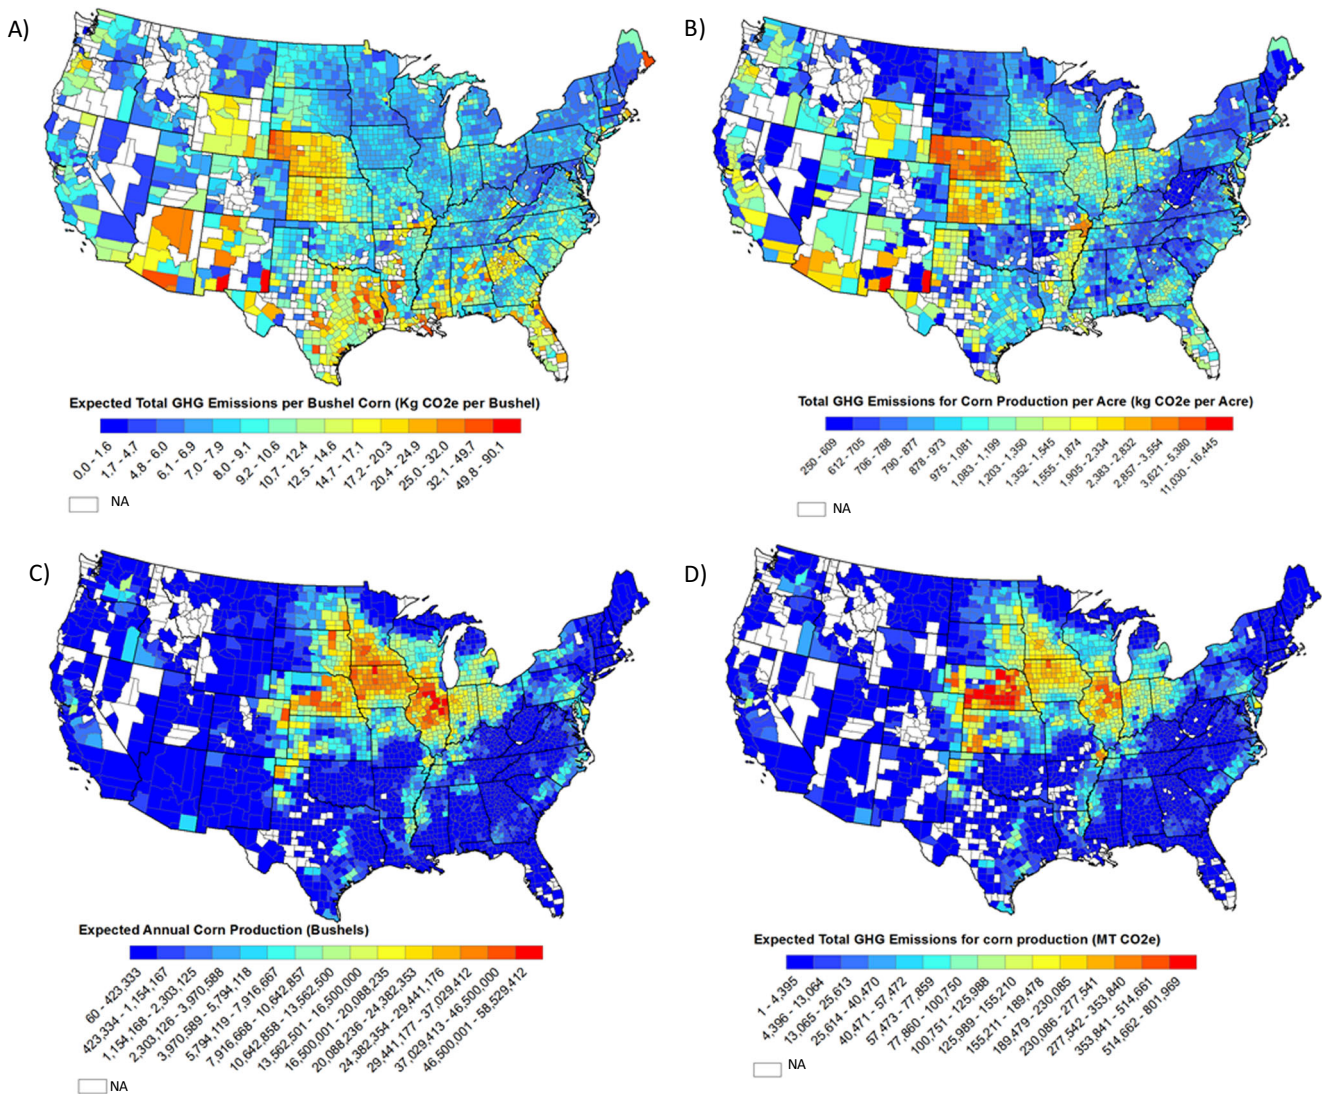 A)
B)
Expected Total GHG Emissions per Bushel Corn (Kg CO2e per Bushel)
0.0 - 1.6
1.7 - 4.7
4.8 - 6.0
6.1 - 6.9
7.0 - 7.9
8.0 - 9.1
9.2 - 10.6
10.7 - 12.4
12.5 - 14.6
14.7 - 17.1
17.2 - 20.3
20.4 - 24.9
25.0 - 32.0
32.1 - 49.7
49.8 - 90.1
NA
Total GHG Emissions for Corn Production per Acre (kg CO2e per Acre)
250 - 609
612 - 705
706 - 788
790 - 877
878 - 973
975 - 1,081
1,083 - 1,199
1,203 - 1,350
1,352 - 1,545
1,555 - 1,874
1,905 - 2,334
2,383 - 2,832
2,857 - 3,554
3,621 - 5,380
11,030 - 16,445
NA
C)
D)
Expected Annual Corn Production (Bushels)
60 - 423,333
423,334 - 1,154,167
1,154,168 - 2,303,125
2,303,126 - 3,970,588
3,970,589 - 5,794,118
5,794,119 - 7,916,667
7,916,668 - 10,642,857
10,642,858 - 13,562,500
13,562,501 - 16,500,000
16,500,001 - 20,088,235
20,088,236 - 24,382,353
24,382,354 - 29,441,176
29,441,177 - 37,029,412
37,029,413 - 46,500,000
46,500,001 - 58,529,412
NA
Expected Total GHG Emissions for corn production (MT CO2e)
1 - 4,395
4,396 - 13,064
13,065 - 25,613
25,614 - 40,470
40,471 - 57,472
57,473 - 77,859
77,860 - 100,750
100,751 - 125,988
125,989 - 155,210
155,211 - 189,478
189,479 - 230,085
230,086 - 277,541
277,542 - 353,840
353,841 - 514,661
514,662 - 801,969
NA